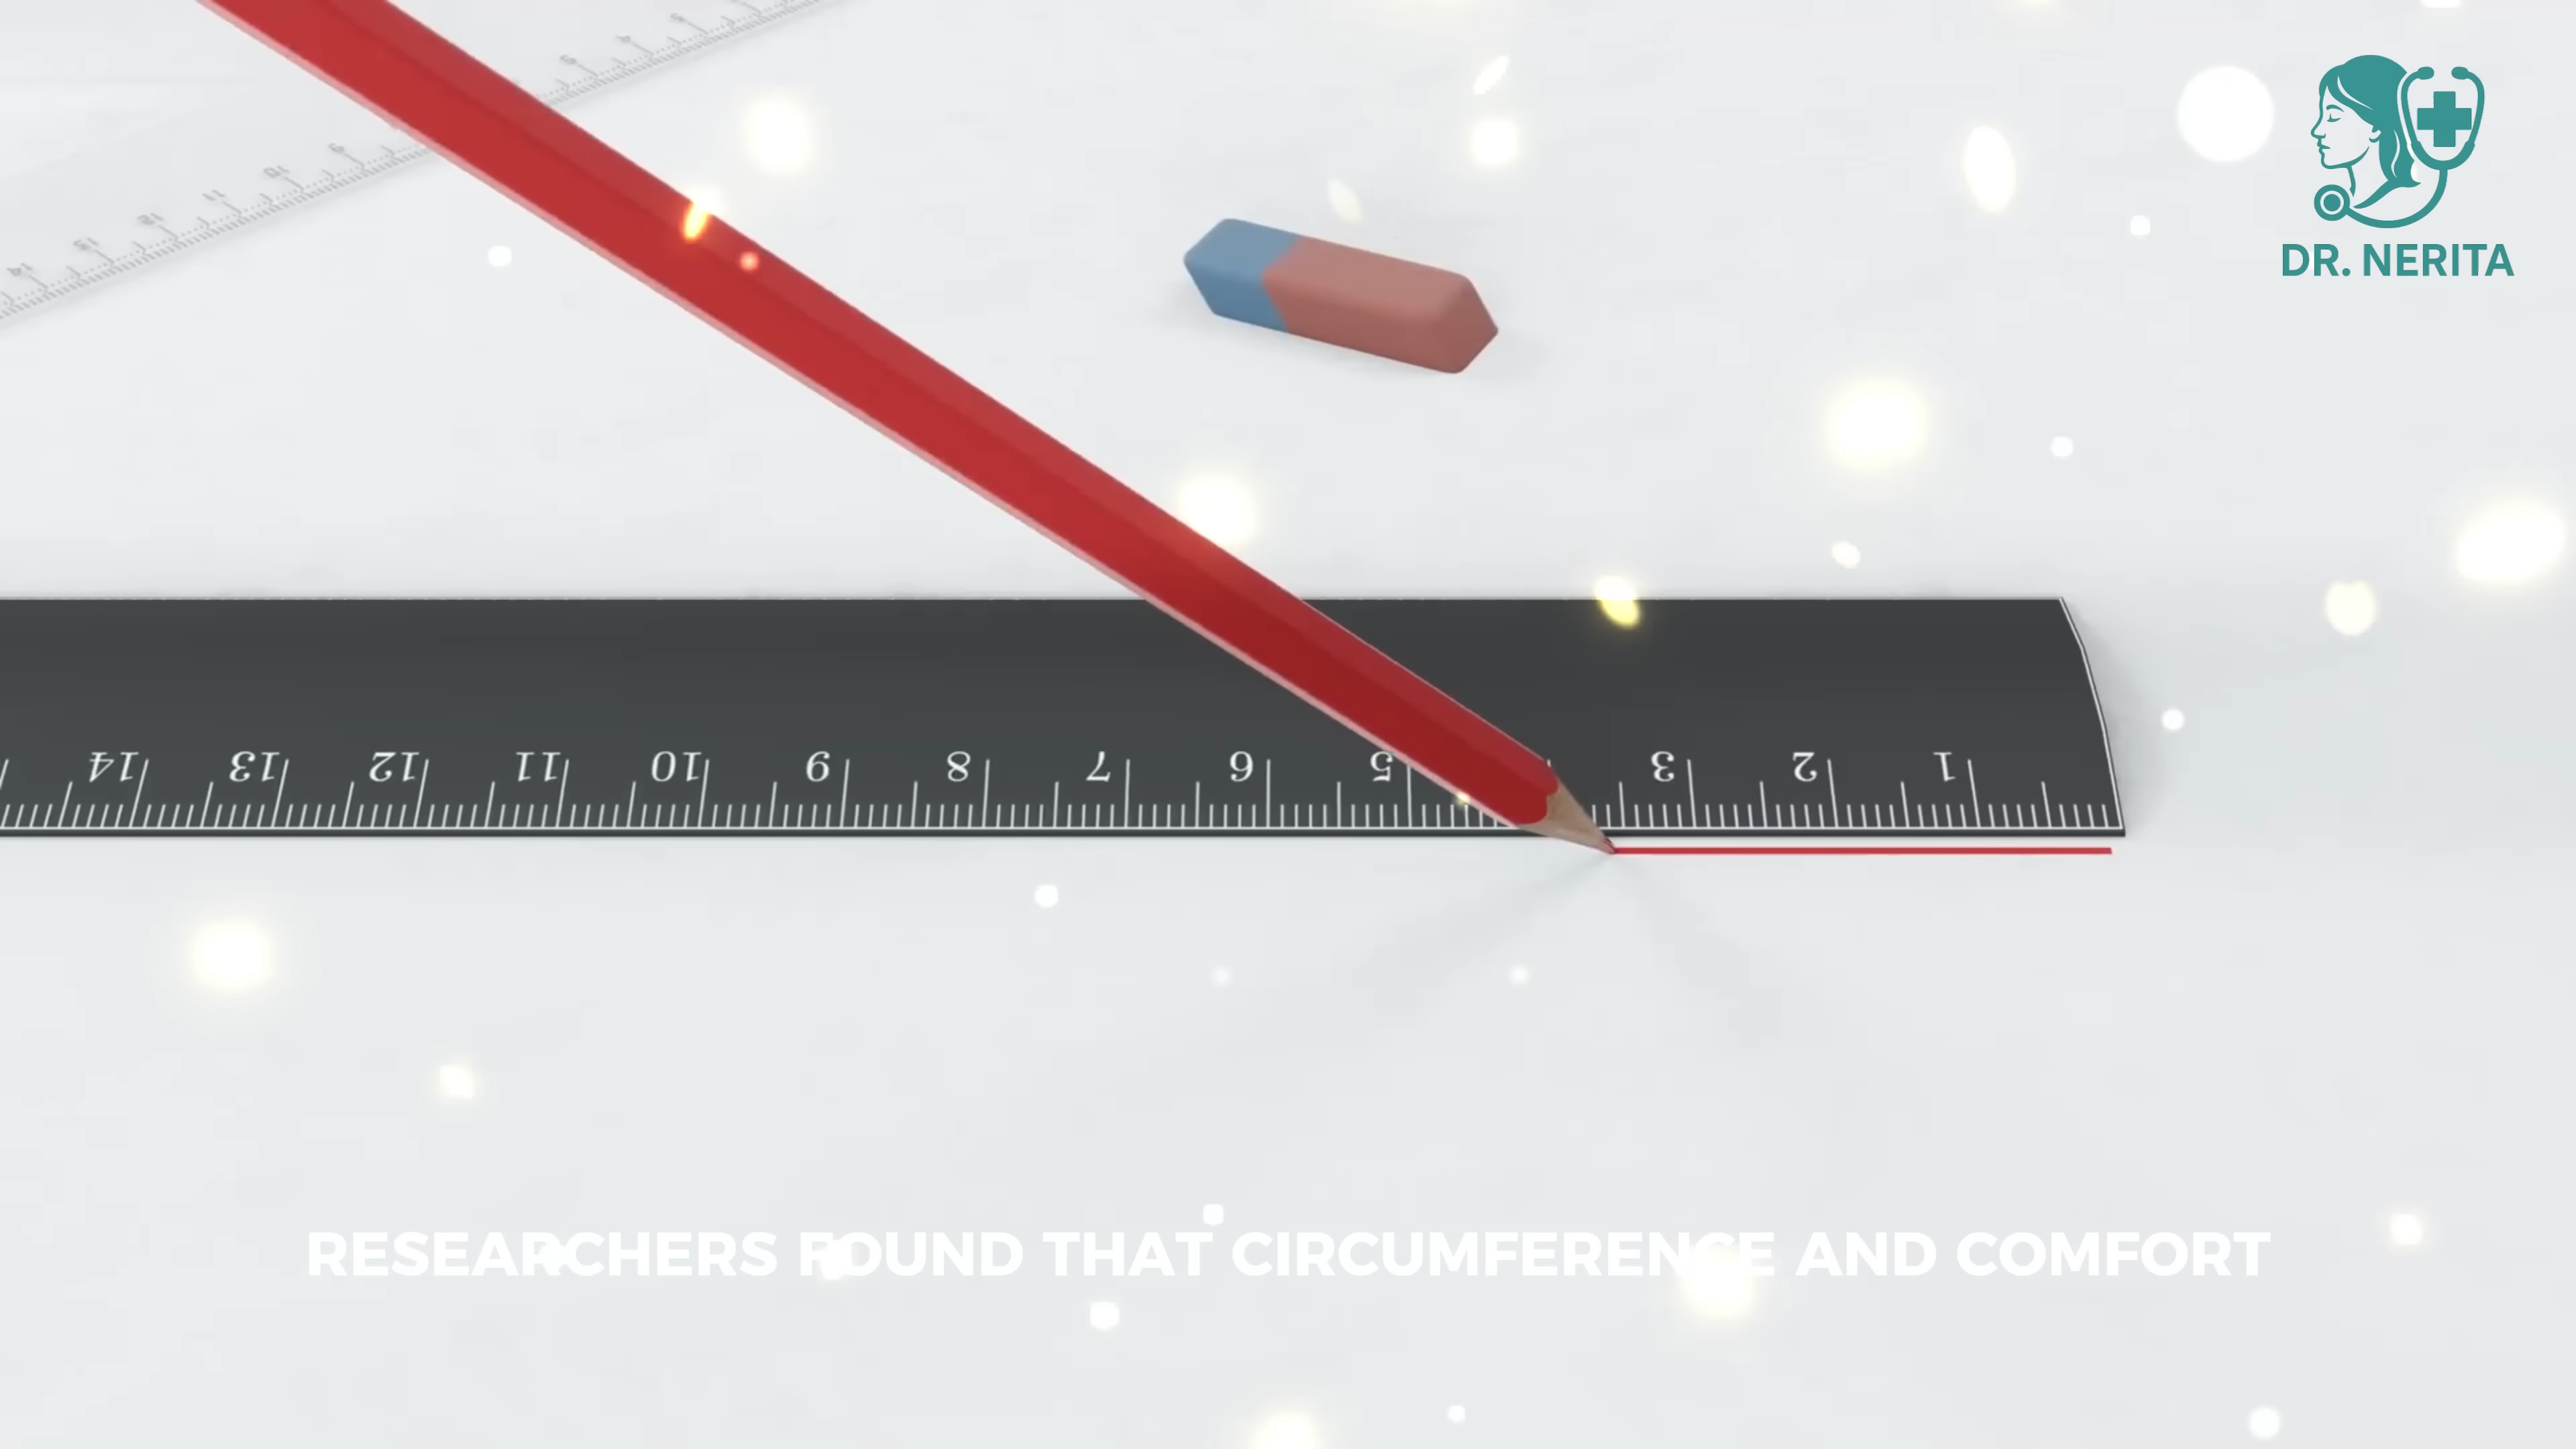 DR. NERITA
14 13 12 11 10 9 8 7 6 5 3 2 1
RESEARCHERS FOUND THAT CIRCUMFERENCE AND COMFORT